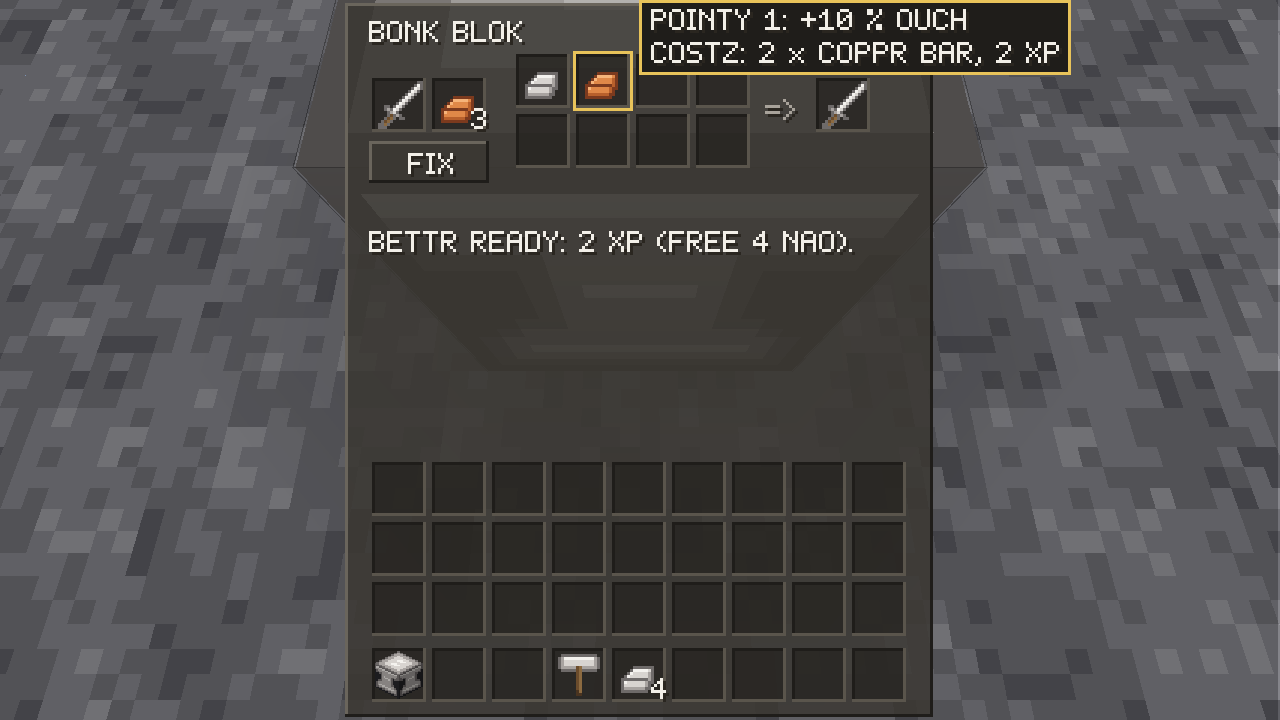 BONK BLOK
POINTY 1: +10 % OUCH
COSTZ: 2 x COPPR BAR, 2 XP
3
=>
FIX
BETTR READY: 2 XP (FREE 4 NAO).
4